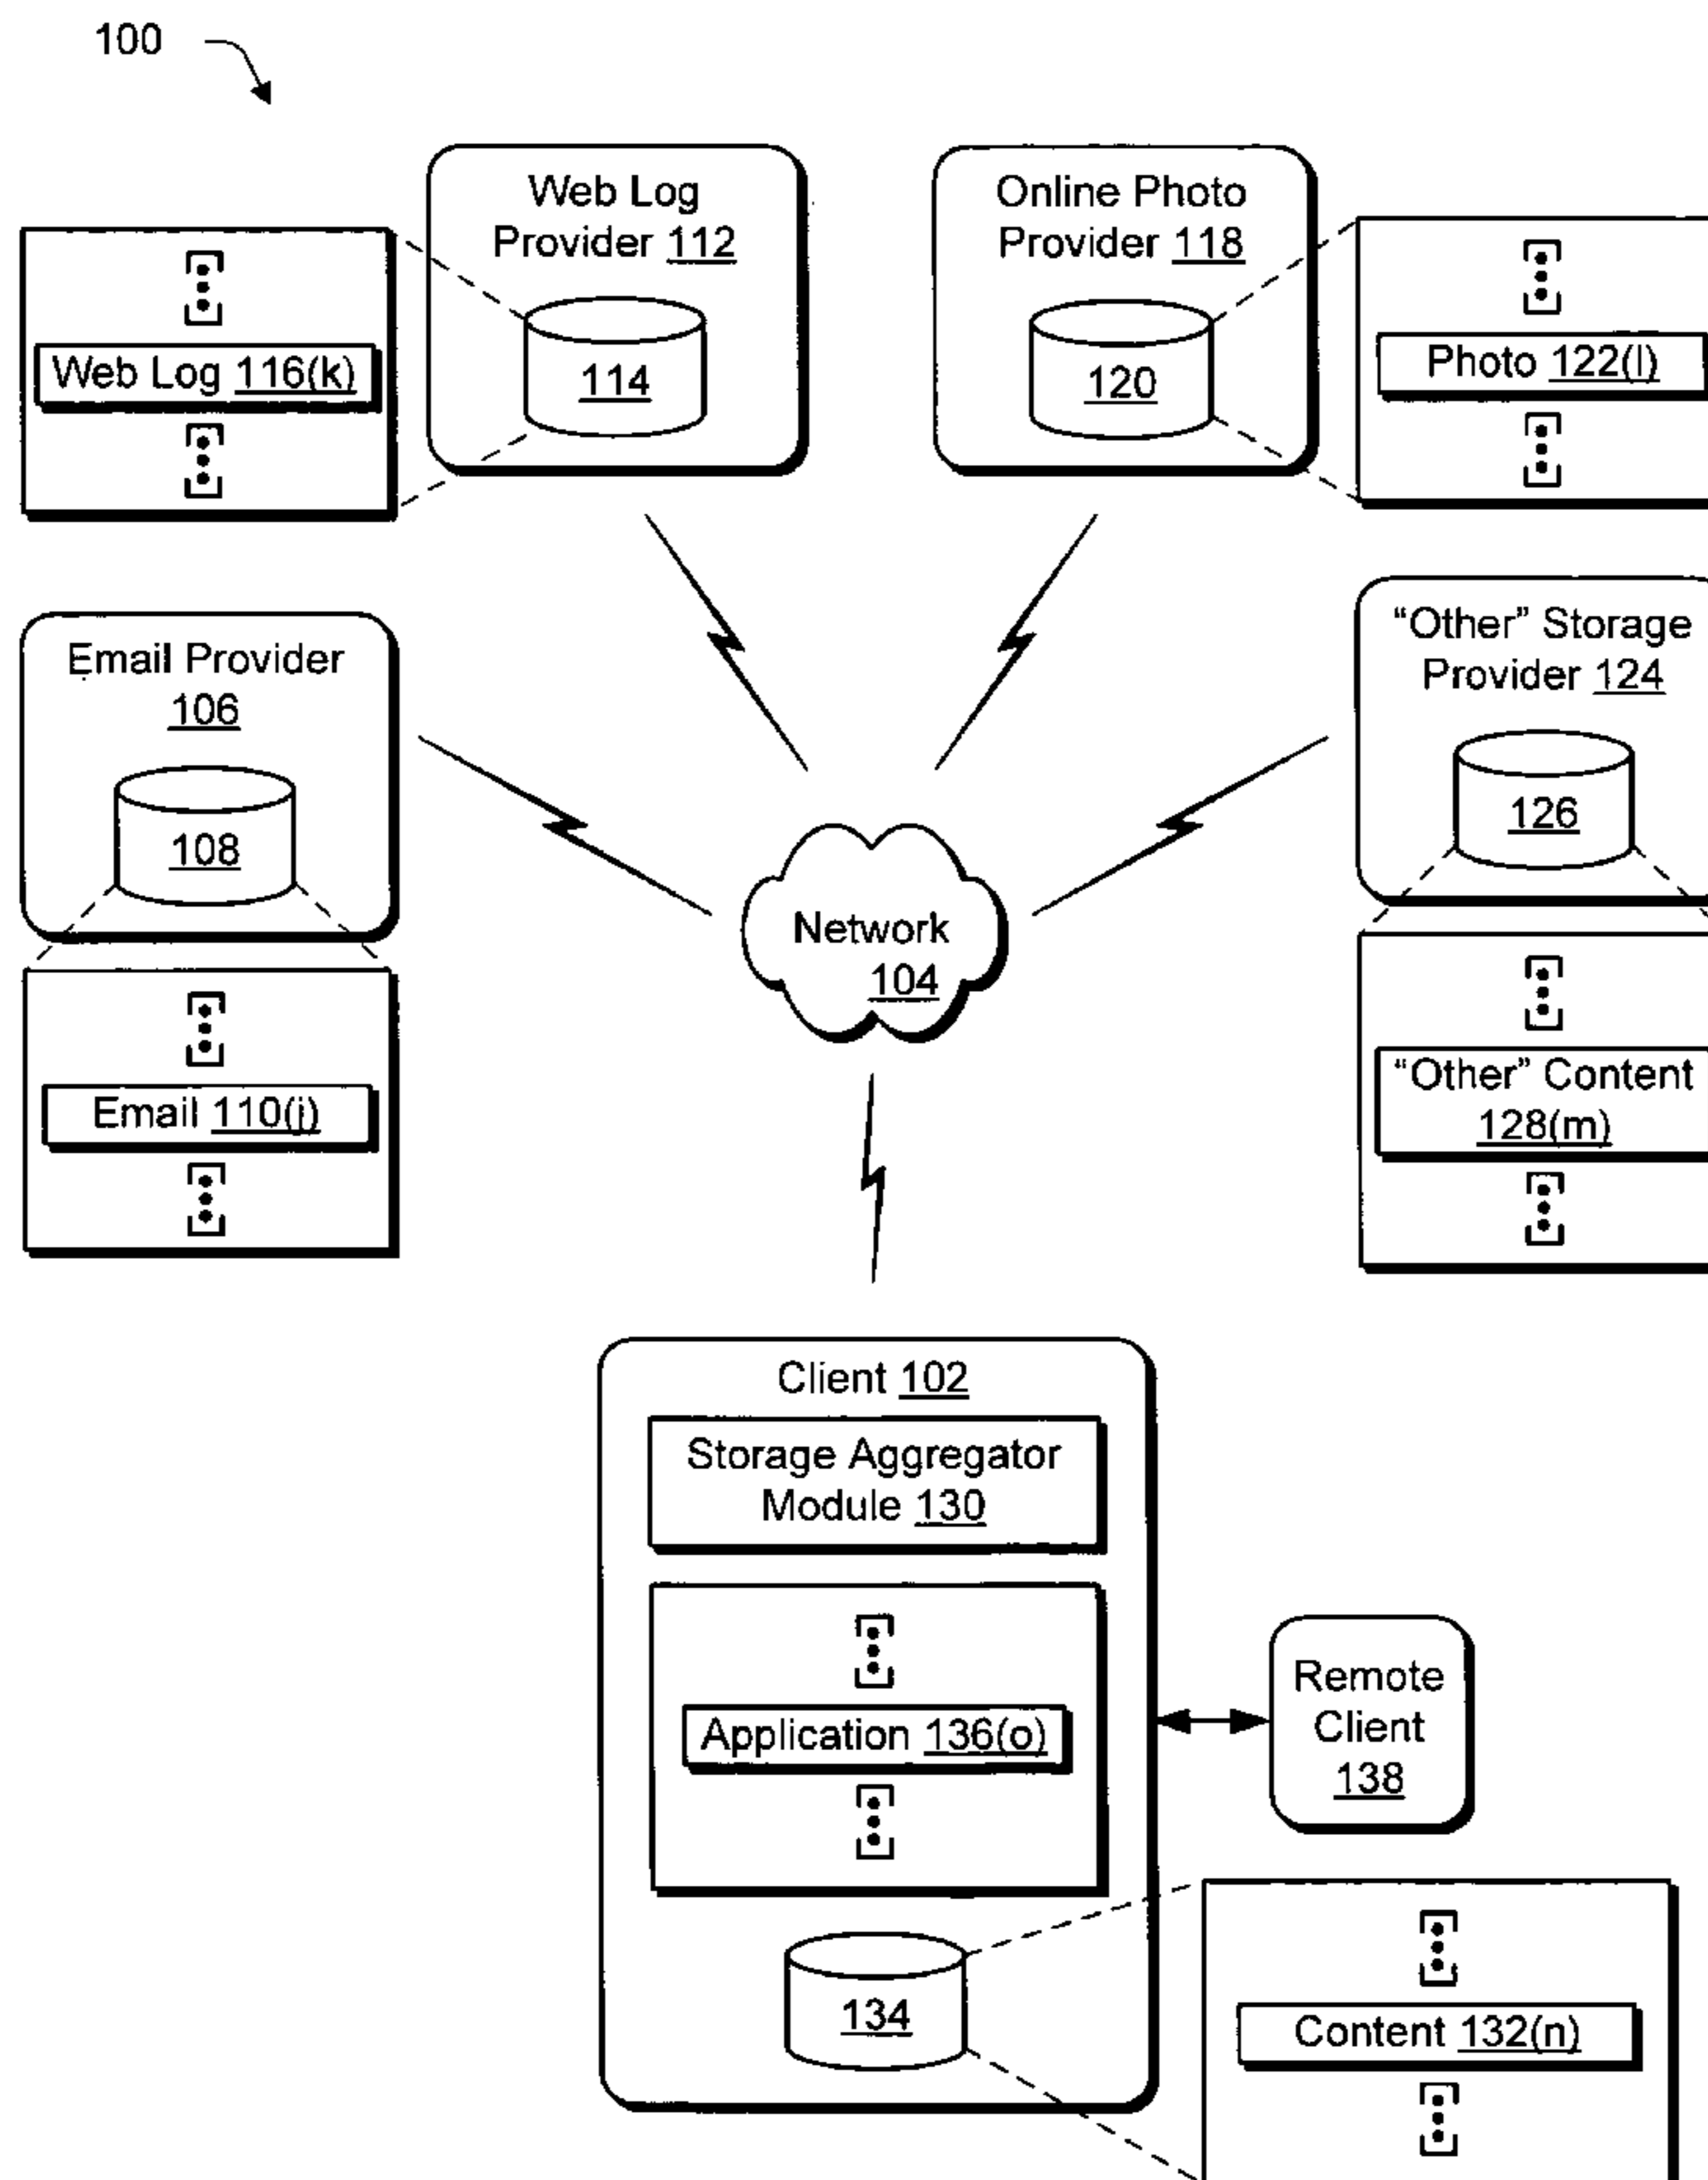 100
Web Log
Provider 112
114
Online Photo
Provider 118
120
Web Log 116(k)
Photo 122(l)
Email Provider
106
108
"Other" Storage
Provider 124
126
Network
104
Email 110(j)
"Other" Content
128(m)
Client 102
Storage Aggregator
Module 130
Application 136(o)
Remote
Client
138
134
Content 132(n)